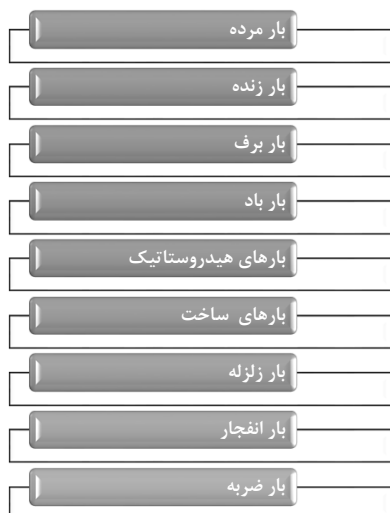 بار مرده
بار زنده
بار برف
بار باد
بارهای هیدروستاتیک
بارهای ساخت
بار زلزله
بار انفجار
بار ضربه